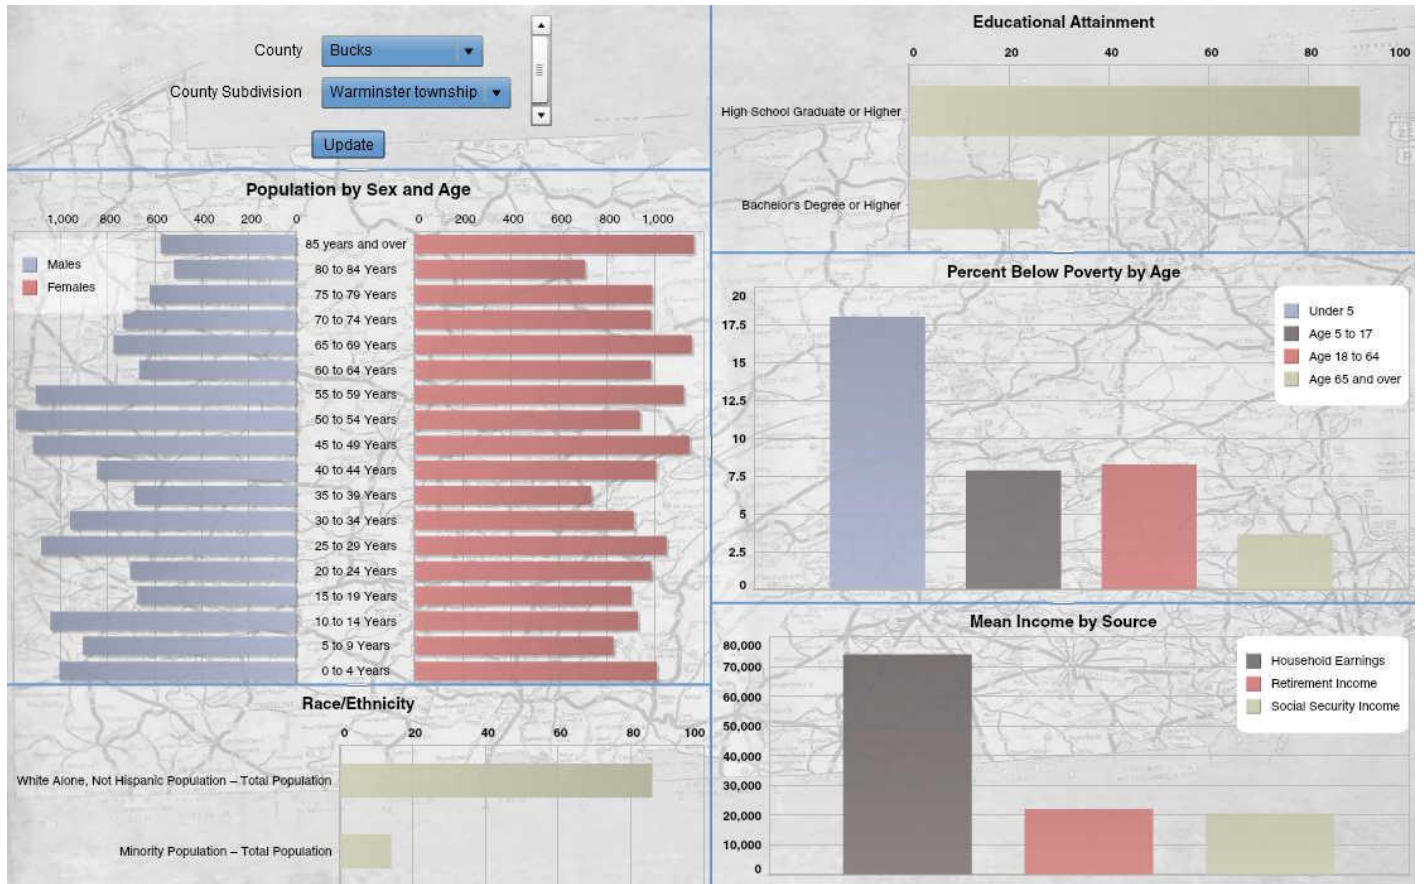 County Bucks
County Subdivision Warminster township
Update
Population by Sex and Age
1,000 800 600 400 200 0 0 200 400 600 800 1,000
Males
Females
85 years and over
80 to 84 Years
75 to 79 Years
70 to 74 Years
65 to 69 Years
60 to 64 Years
55 to 59 Years
50 to 54 Years
45 to 49 Years
40 to 44 Years
35 to 39 Years
30 to 34 Years
25 to 29 Years
20 to 24 Years
15 to 19 Years
10 to 14 Years
5 to 9 Years
0 to 4 Years
Race/Ethnicity
0 20 40 60 80 100
White Alone, Not Hispanic Population – Total Population
Minority Population – Total Population
Educational Attainment
0 20 40 60 80 100
High School Graduate or Higher
Bachelor's Degree or Higher
Percent Below Poverty by Age
20
17.5
15
12.5
10
7.5
5
2.5
0
Under 5
Age 5 to 17
Age 18 to 64
Age 65 and over
Mean Income by Source
80,000
70,000
60,000
50,000
40,000
30,000
20,000
10,000
0
Household Earnings
Retirement Income
Social Security Income